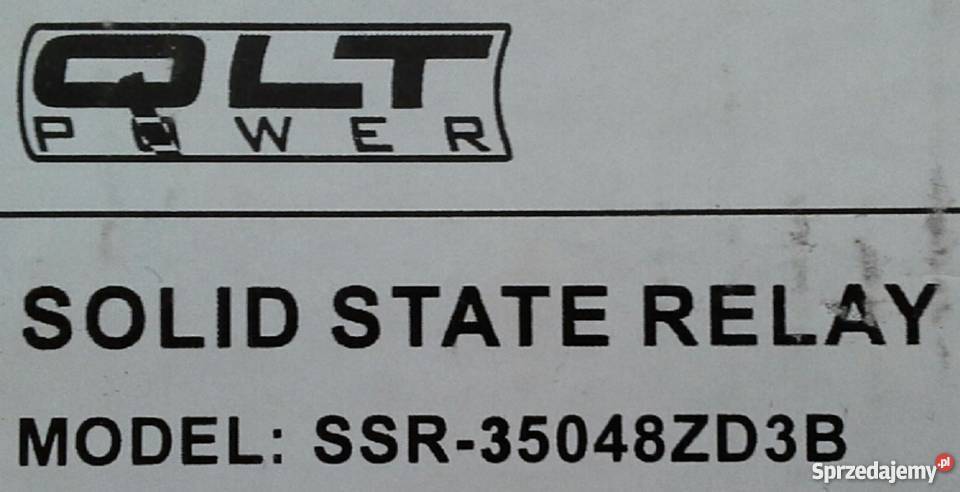 QLT
POWER
SOLID STATE RELAY
MODEL: SSR-35048ZD3B
Sprzedajemy.pl